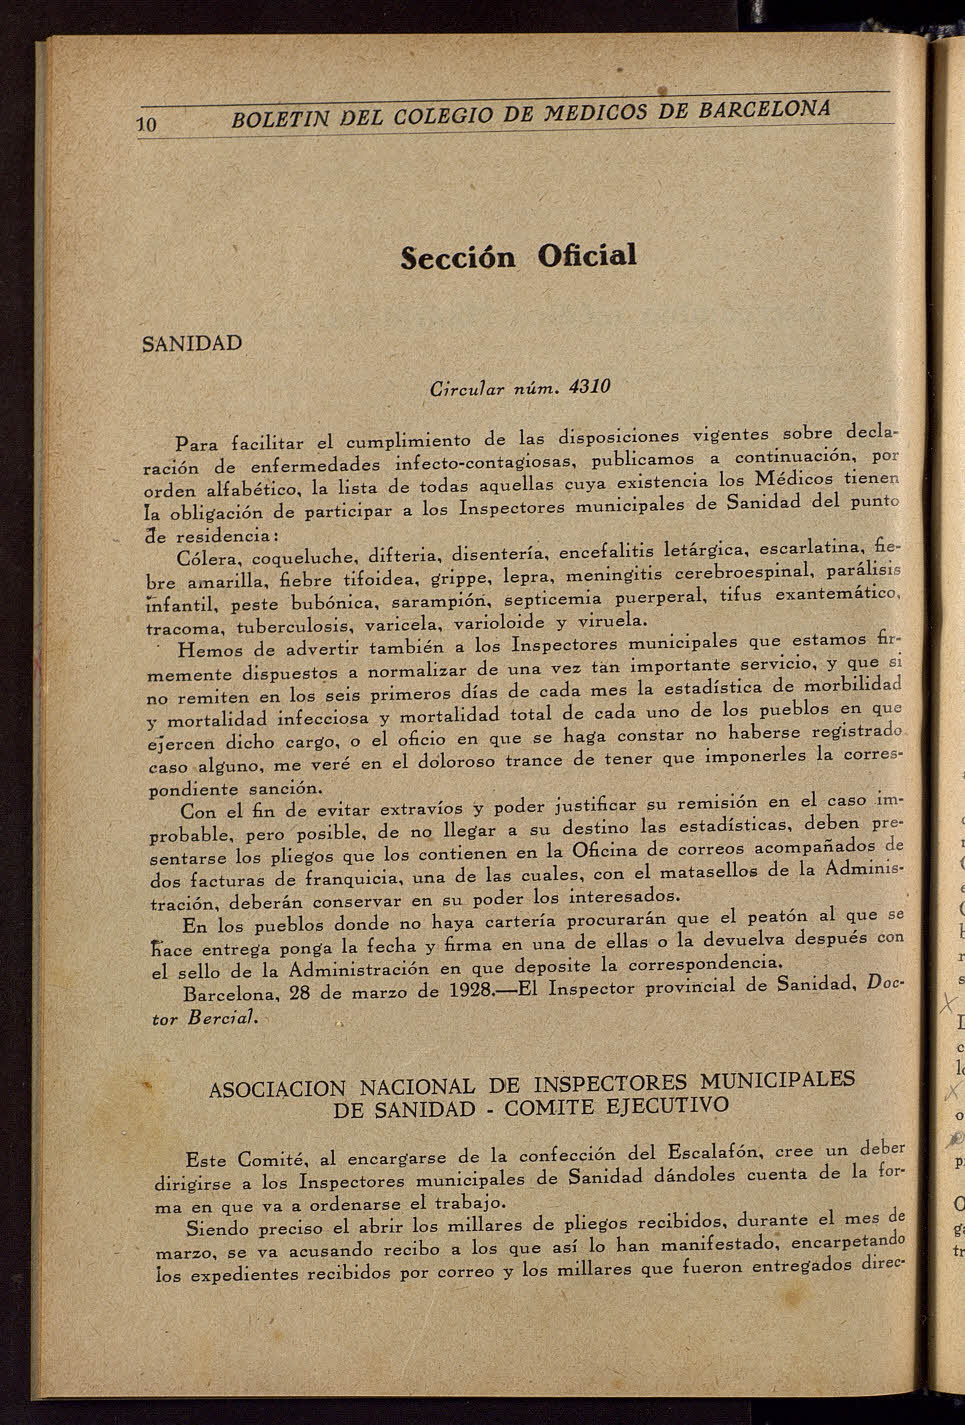 10 BOLETIN DEL COLEGIO DE MEDICOS DE BARCELONA
Sección Oficial
SANIDAD
Circular núm. 4310
Para facilitar el cumplimiento de las disposiciones vigentes sobre decla-
ración de enfermedades infecto-contagiosas, publicamos a continuación, por
orden alfabético, la lista de todas aquellas cuya existencia los Médicos tienen
la obligación de participar a los Inspectores municipales de Sanidad del punto
de residencia:
Cólera, coqueluche, difteria, disentería, encefalitis letárgica, escarlatina, fie-
bre amarilla, fiebre tifoidea, grippe, lepra, meningitis cerebroespinal, parálisis
infantil, peste bubónica, sarampión, septicemia puerperal, tifus exantemático,
tracoma, tuberculosis, varicela, varioloide y viruela.
Hemos de advertir también a los Inspectores municipales que estamos fir-
memente dispuestos a normalizar de una vez tan importante servicio, y que si
no remiten en los seis primeros días de cada mes la estadística de morbilidad
y mortalidad infecciosa y mortalidad total de cada uno de los pueblos en que
ejercen dicho cargo, o el oficio en que se haga constar no haberse registrado
caso alguno, me veré en el doloroso trance de tener que imponerles la corres-
pondiente sanción.
Con el fin de evitar extravíos y poder justificar su remisión en el caso im-
probable, pero posible, de no llegar a su destino las estadísticas, deben pre-
sentarse los pliegos que los contienen en la Oficina de correos acompañados de
dos facturas de franquicia, una de las cuales, con el matasellos de la Adminis-
tración, deberán conservar en su poder los interesados.
En los pueblos donde no haya cartería procurarán que el peatón al que se
hace entrega ponga la fecha y firma en una de ellas o la devuelva después con
el sello de la Administración en que deposite la correspondencia.
Barcelona, 28 de marzo de 1928.—El Inspector provincial de Sanidad, Doc-
tor Bercial.
ASOCIACION NACIONAL DE INSPECTORES MUNICIPALES
DE SANIDAD - COMITE EJECUTIVO
Este Comité, al encargarse de la confección del Escalafón, cree un deber
dirigirse a los Inspectores municipales de Sanidad dándoles cuenta de la for-
ma en que va a ordenarse el trabajo.
Siendo preciso el abrir los millares de pliegos recibidos, durante el mes de
marzo, se va acusando recibo a los que así lo han manifestado, encarpetando
los expedientes recibidos por correo y los millares que fueron entregados direc-